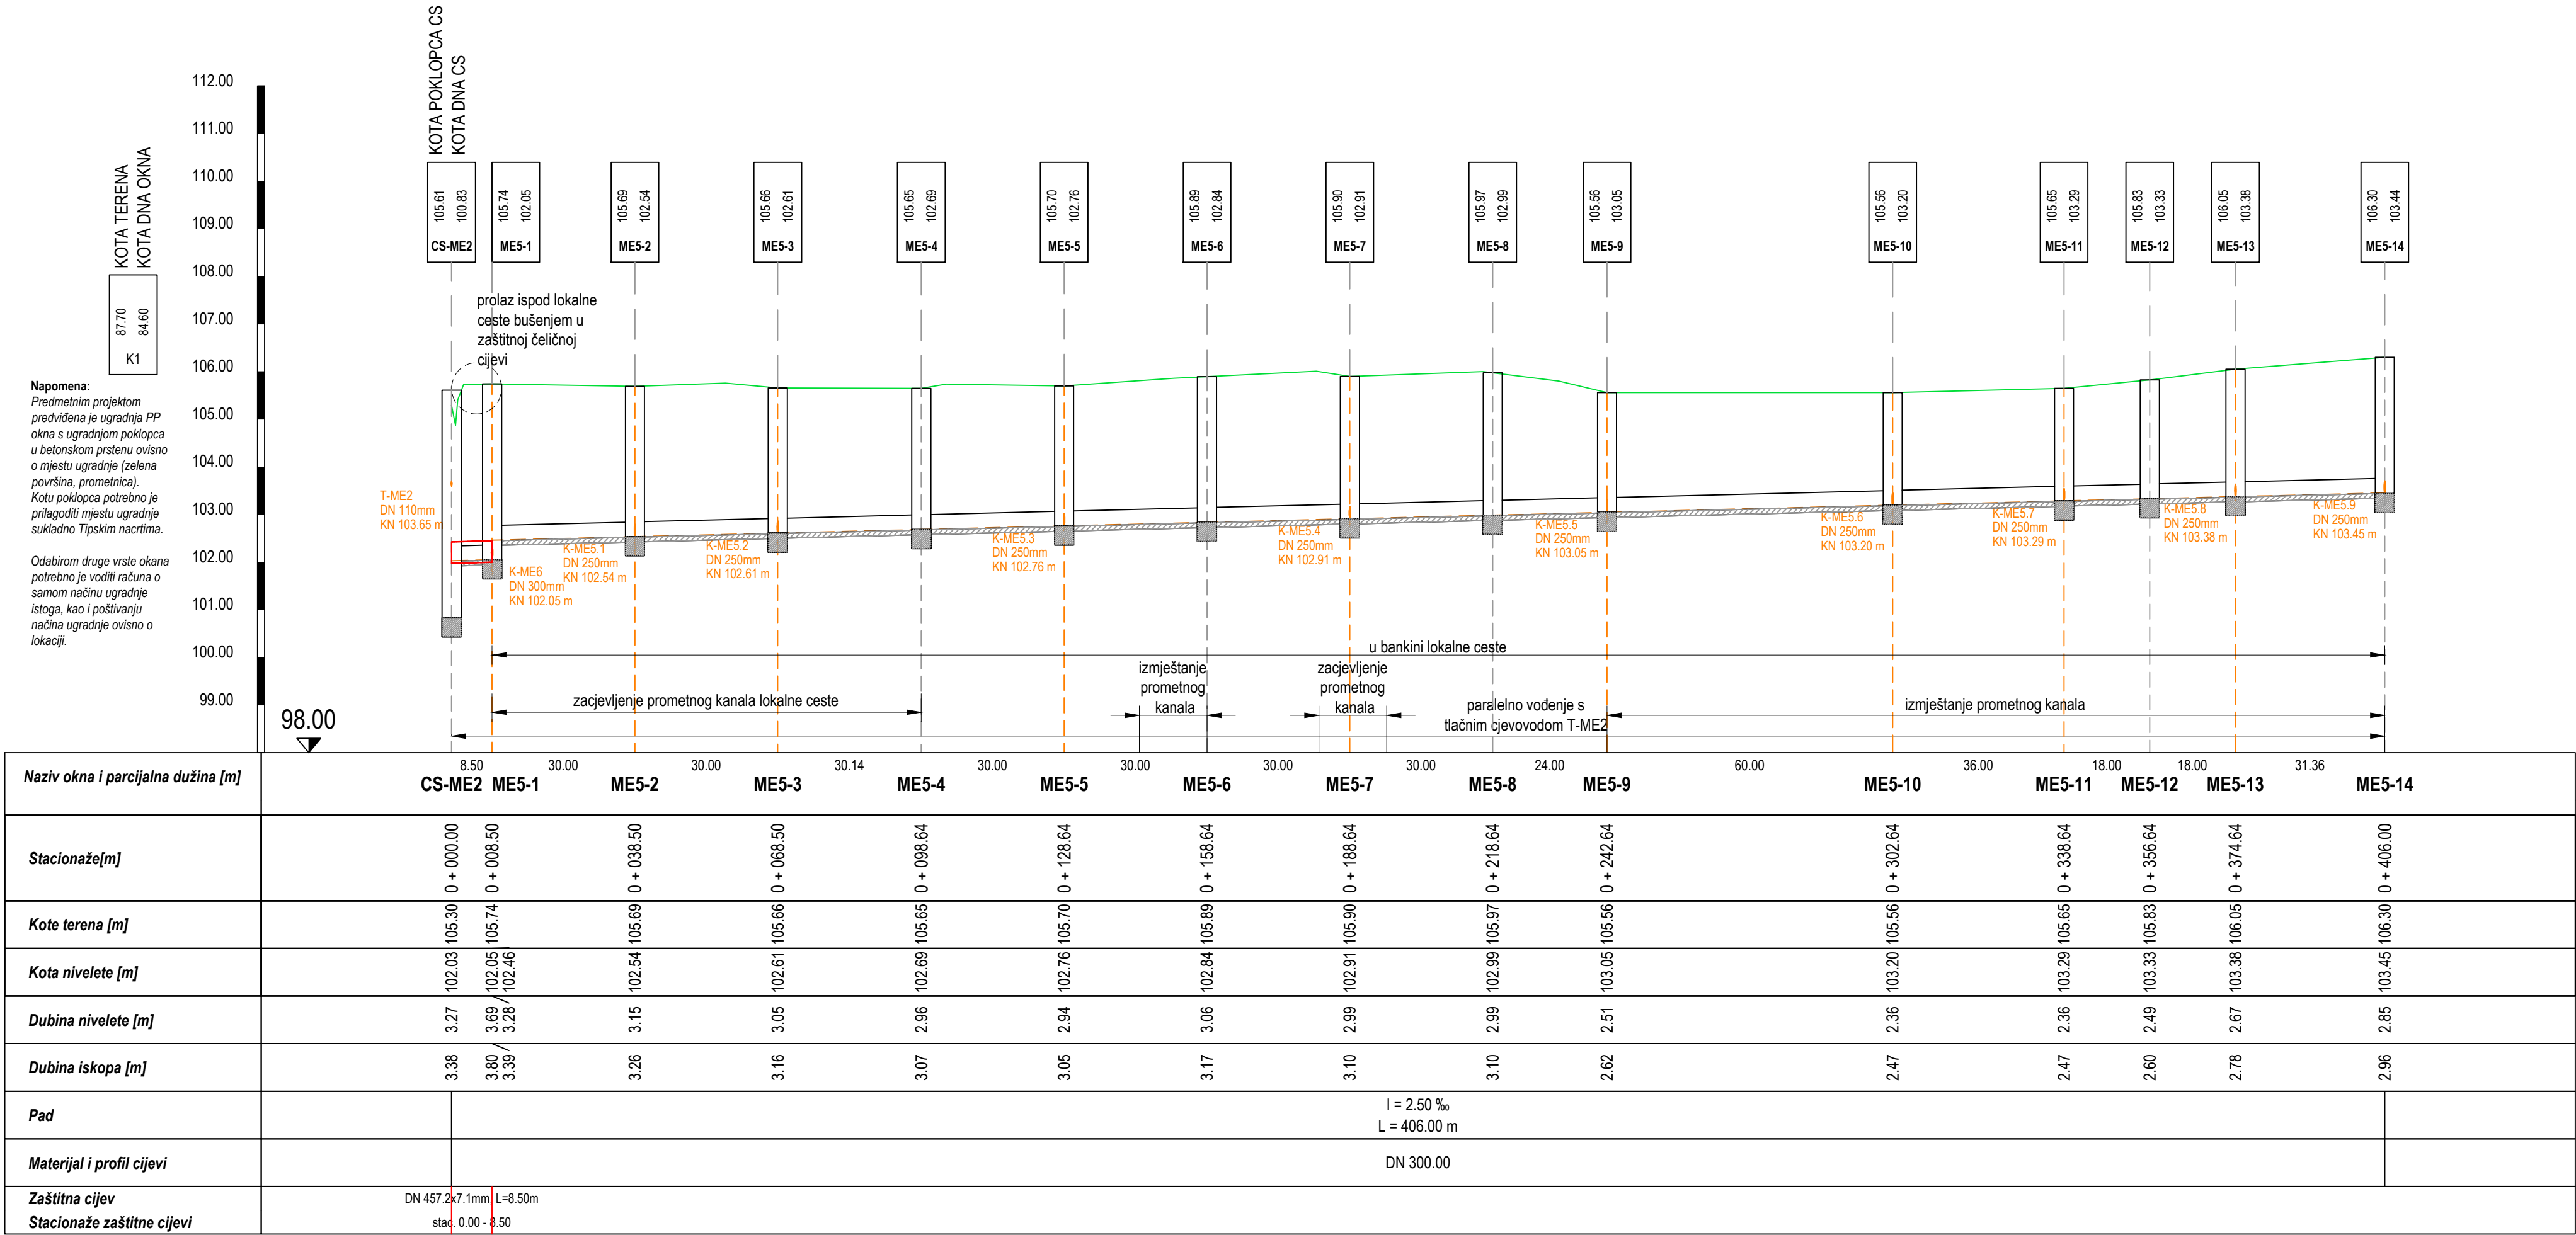 KOTA POKLOPCA CS
KOTA DNA CS
KOTA TERENA
KOTA DNA OKNA
87.70
84.60
K1
Napomena:
Predmetnim projektom
predviđena je ugradnja PP
okna s ugradnjom poklopca
u betonskom prstenu ovisno
o mjestu ugradnje (zelena
površina, prometnica).
Kotu poklopca potrebno je
prilagoditi mjestu ugradnje
sukladno Tipskim nacrtima.
Odabirom druge vrste okana
potrebno je voditi računa o
samom načinu ugradnje
istoga, kao i poštivanju
načina ugradnje ovisno o
lokaciji.
112.00
111.00
110.00
109.00
108.00
107.00
106.00
105.00
104.00
103.00
102.00
101.00
100.00
99.00
98.00
105.61
100.83
CS-ME2
105.74
102.05
ME5-1
105.69
102.54
ME5-2
105.66
102.61
ME5-3
105.65
102.69
ME5-4
105.70
102.76
ME5-5
105.89
102.84
ME5-6
105.90
102.91
ME5-7
105.97
102.99
ME5-8
105.56
103.05
ME5-9
105.56
103.20
ME5-10
105.65
103.29
ME5-11
105.83
103.33
ME5-12
106.05
103.38
ME5-13
106.30
103.44
ME5-14
prolaz ispod lokalne
ceste bušenjem u
zaštitnoj čeličnoj
cijevi
T-ME2
DN 110mm
KN 103.65 m
K-ME6
DN 300mm
KN 102.05 m
K-ME5.1
DN 250mm
KN 102.54 m
K-ME5.2
DN 250mm
KN 102.61 m
K-ME5.3
DN 250mm
KN 102.76 m
K-ME5.4
DN 250mm
KN 102.91 m
K-ME5.5
DN 250mm
KN 103.05 m
K-ME5.6
DN 250mm
KN 103.20 m
K-ME5.7
DN 250mm
KN 103.29 m
K-ME5.8
DN 250mm
KN 103.38 m
K-ME5.9
DN 250mm
KN 103.45 m
u bankini lokalne ceste
zacjevljenje prometnog kanala lokalne ceste
izmještanje
prometnog
kanala
zacjevljenje
prometnog
kanala
paralelno vođenje s
tlačnim cjevovodom T-ME2
izmještanje prometnog kanala
Naziv okna i parcijalna dužina [m]
8.50 30.00 30.00 30.14 30.00 30.00 30.00 30.00 24.00 60.00 36.00 18.00 18.00 31.36
CS-ME2 ME5-1 ME5-2 ME5-3 ME5-4 ME5-5 ME5-6 ME5-7 ME5-8 ME5-9 ME5-10 ME5-11 ME5-12 ME5-13 ME5-14
Stacionaže[m]
0 + 000.00 0 + 008.50 0 + 038.50 0 + 068.50 0 + 098.64 0 + 128.64 0 + 158.64 0 + 188.64 0 + 218.64 0 + 242.64 0 + 302.64 0 + 338.64 0 + 356.64 0 + 374.64 0 + 406.00
Kote terena [m]
105.30 105.74 105.69 105.66 105.65 105.70 105.89 105.90 105.97 105.56 105.56 105.65 105.83 106.05 106.30
Kota nivelete [m]
102.03 102.05 / 102.46 102.54 102.61 102.69 102.76 102.84 102.91 102.99 103.05 103.20 103.29 103.33 103.38 103.45
Dubina nivelete [m]
3.27 3.69 / 3.28 3.15 3.05 2.96 2.94 3.06 2.99 2.99 2.51 2.36 2.36 2.49 2.67 2.85
Dubina iskopa [m]
3.38 3.80 / 3.39 3.26 3.16 3.07 3.05 3.17 3.10 3.10 2.62 2.47 2.47 2.60 2.78 2.96
Pad
I = 2.50 ‰
L = 406.00 m
Materijal i profil cijevi
DN 300.00
Zaštitna cijev
DN 457.2x7.1mm, L=8.50m
Stacionaže zaštitne cijevi
stac. 0.00 - 8.50